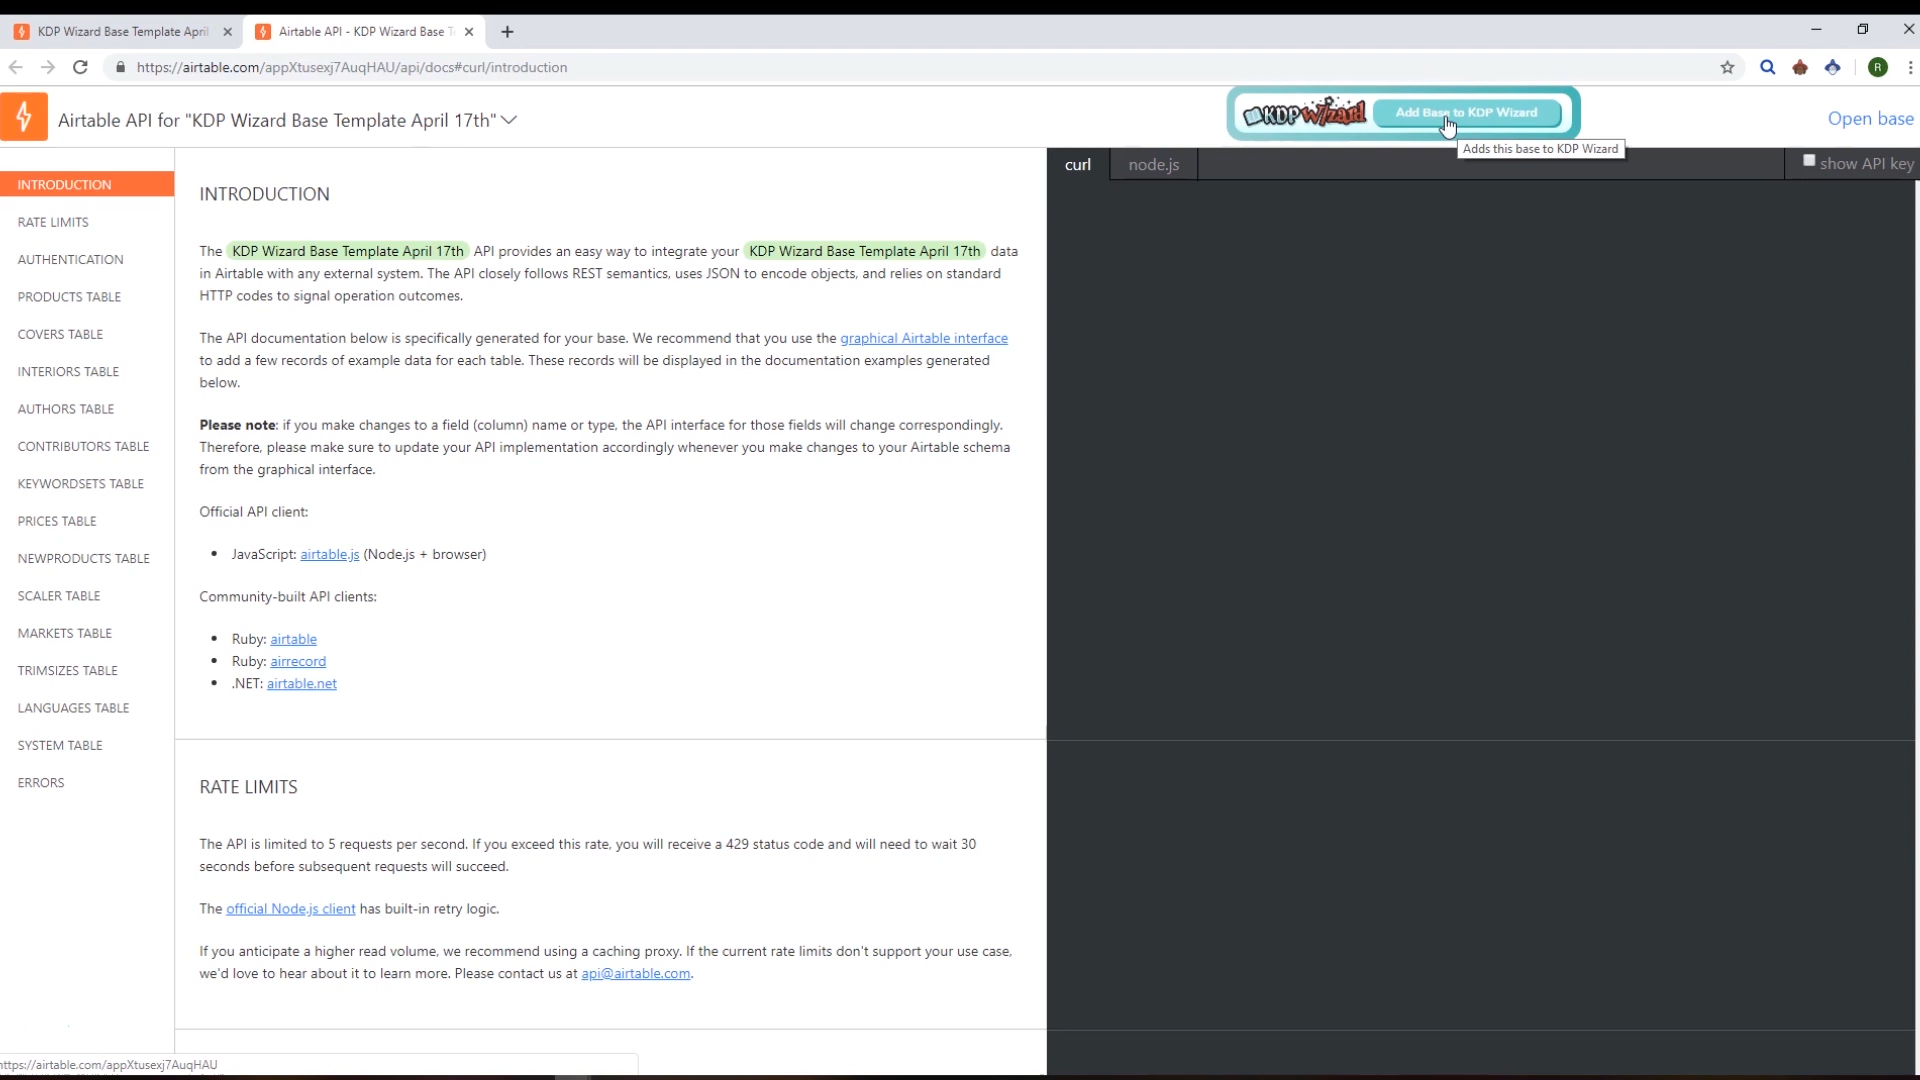 KDP Wizard Base Template April
Airtable API - KDP Wizard Base T
https://airtable.com/appXtusexj7AuqHAU/api/docs#curl/introduction
R
Airtable API for "KDP Wizard Base Template April 17th"
KDP Wizard
Add Base to KDP Wizard
Open base
Adds this base to KDP Wizard
curl
node.js
show API key
INTRODUCTION
RATE LIMITS
AUTHENTICATION
PRODUCTS TABLE
COVERS TABLE
INTERIORS TABLE
AUTHORS TABLE
CONTRIBUTORS TABLE
KEYWORDSETS TABLE
PRICES TABLE
NEWPRODUCTS TABLE
SCALER TABLE
MARKETS TABLE
TRIMSIZES TABLE
LANGUAGES TABLE
SYSTEM TABLE
ERRORS
INTRODUCTION
The KDP Wizard Base Template April 17th API provides an easy way to integrate your KDP Wizard Base Template April 17th data
in Airtable with any external system. The API closely follows REST semantics, uses JSON to encode objects, and relies on standard
HTTP codes to signal operation outcomes.
The API documentation below is specifically generated for your base. We recommend that you use the graphical Airtable interface
to add a few records of example data for each table. These records will be displayed in the documentation examples generated
below.
Please note: if you make changes to a field (column) name or type, the API interface for those fields will change correspondingly.
Therefore, please make sure to update your API implementation accordingly whenever you make changes to your Airtable schema
from the graphical interface.
Official API client:
JavaScript: airtable.js (Node.js + browser)
Community-built API clients:
Ruby: airtable
Ruby: airrecord
.NET: airtable.net
RATE LIMITS
The API is limited to 5 requests per second. If you exceed this rate, you will receive a 429 status code and will need to wait 30
seconds before subsequent requests will succeed.
The official Node.js client has built-in retry logic.
If you anticipate a higher read volume, we recommend using a caching proxy. If the current rate limits don't support your use case,
we'd love to hear about it to learn more. Please contact us at api@airtable.com.
https://airtable.com/appXtusexj7AuqHAU